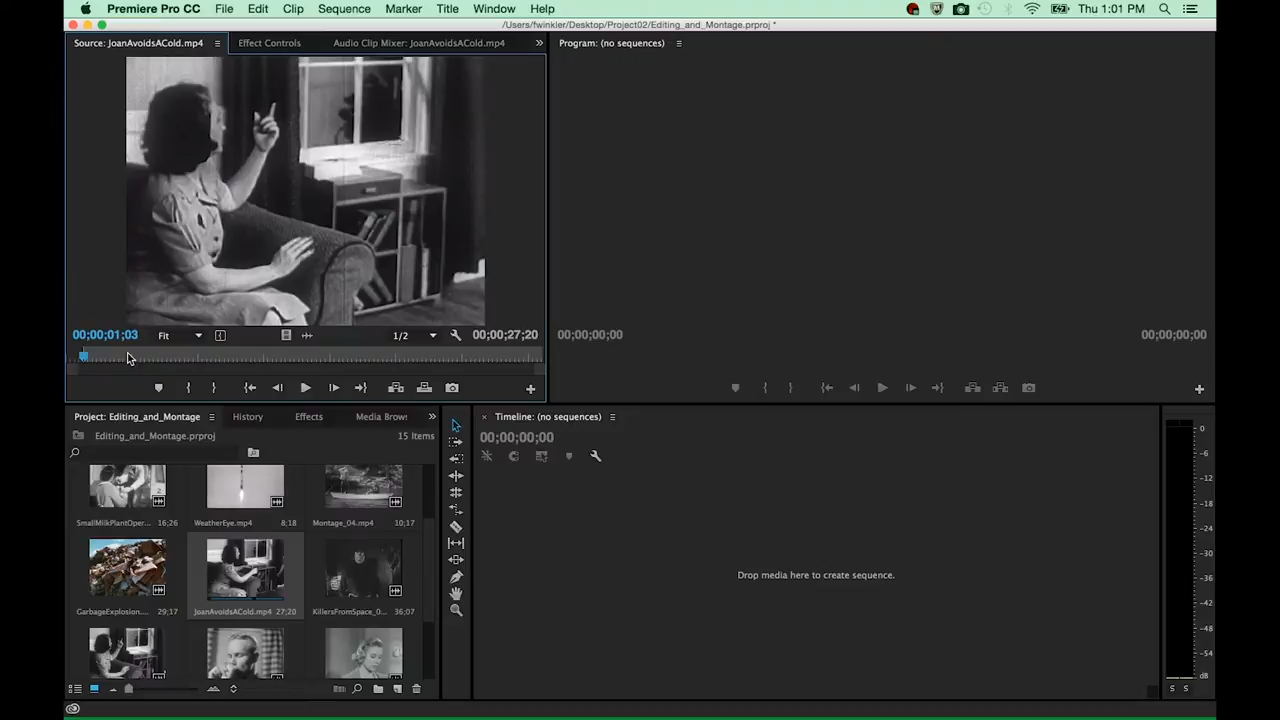 Premiere Pro CC File Edit Clip Sequence Marker Title Window Help Thu 1:01 PM
/Users/fwinkler/Desktop/Project02/Editing_and_Montage.prproj *
Source: JoanAvoidsACold.mp4 Effect Controls Audio Clip Mixer: JoanAvoidsACold.mp4 » Program: (no sequences)
00;00;01;03 Fit 1/2 00;00;27;20 00;00;00;00 00;00;00;00
Project: Editing_and_Montage History Effects Media Brows » × Timeline: (no sequences)
Editing_and_Montage.prproj 15 Items 00;00;00;00
SmallMilkPlantOper... 16;26 WeatherEye.mp4 8;18 Montage_04.mp4 10;17
GarbageExplosion.... 29;17 JoanAvoidsACold.mp4 27;20 KillersFromSpace_0... 36;07
Drop media here to create sequence.
0
-6
-12
-18
-24
-30
-36
-42
-48
-54
dB
S S